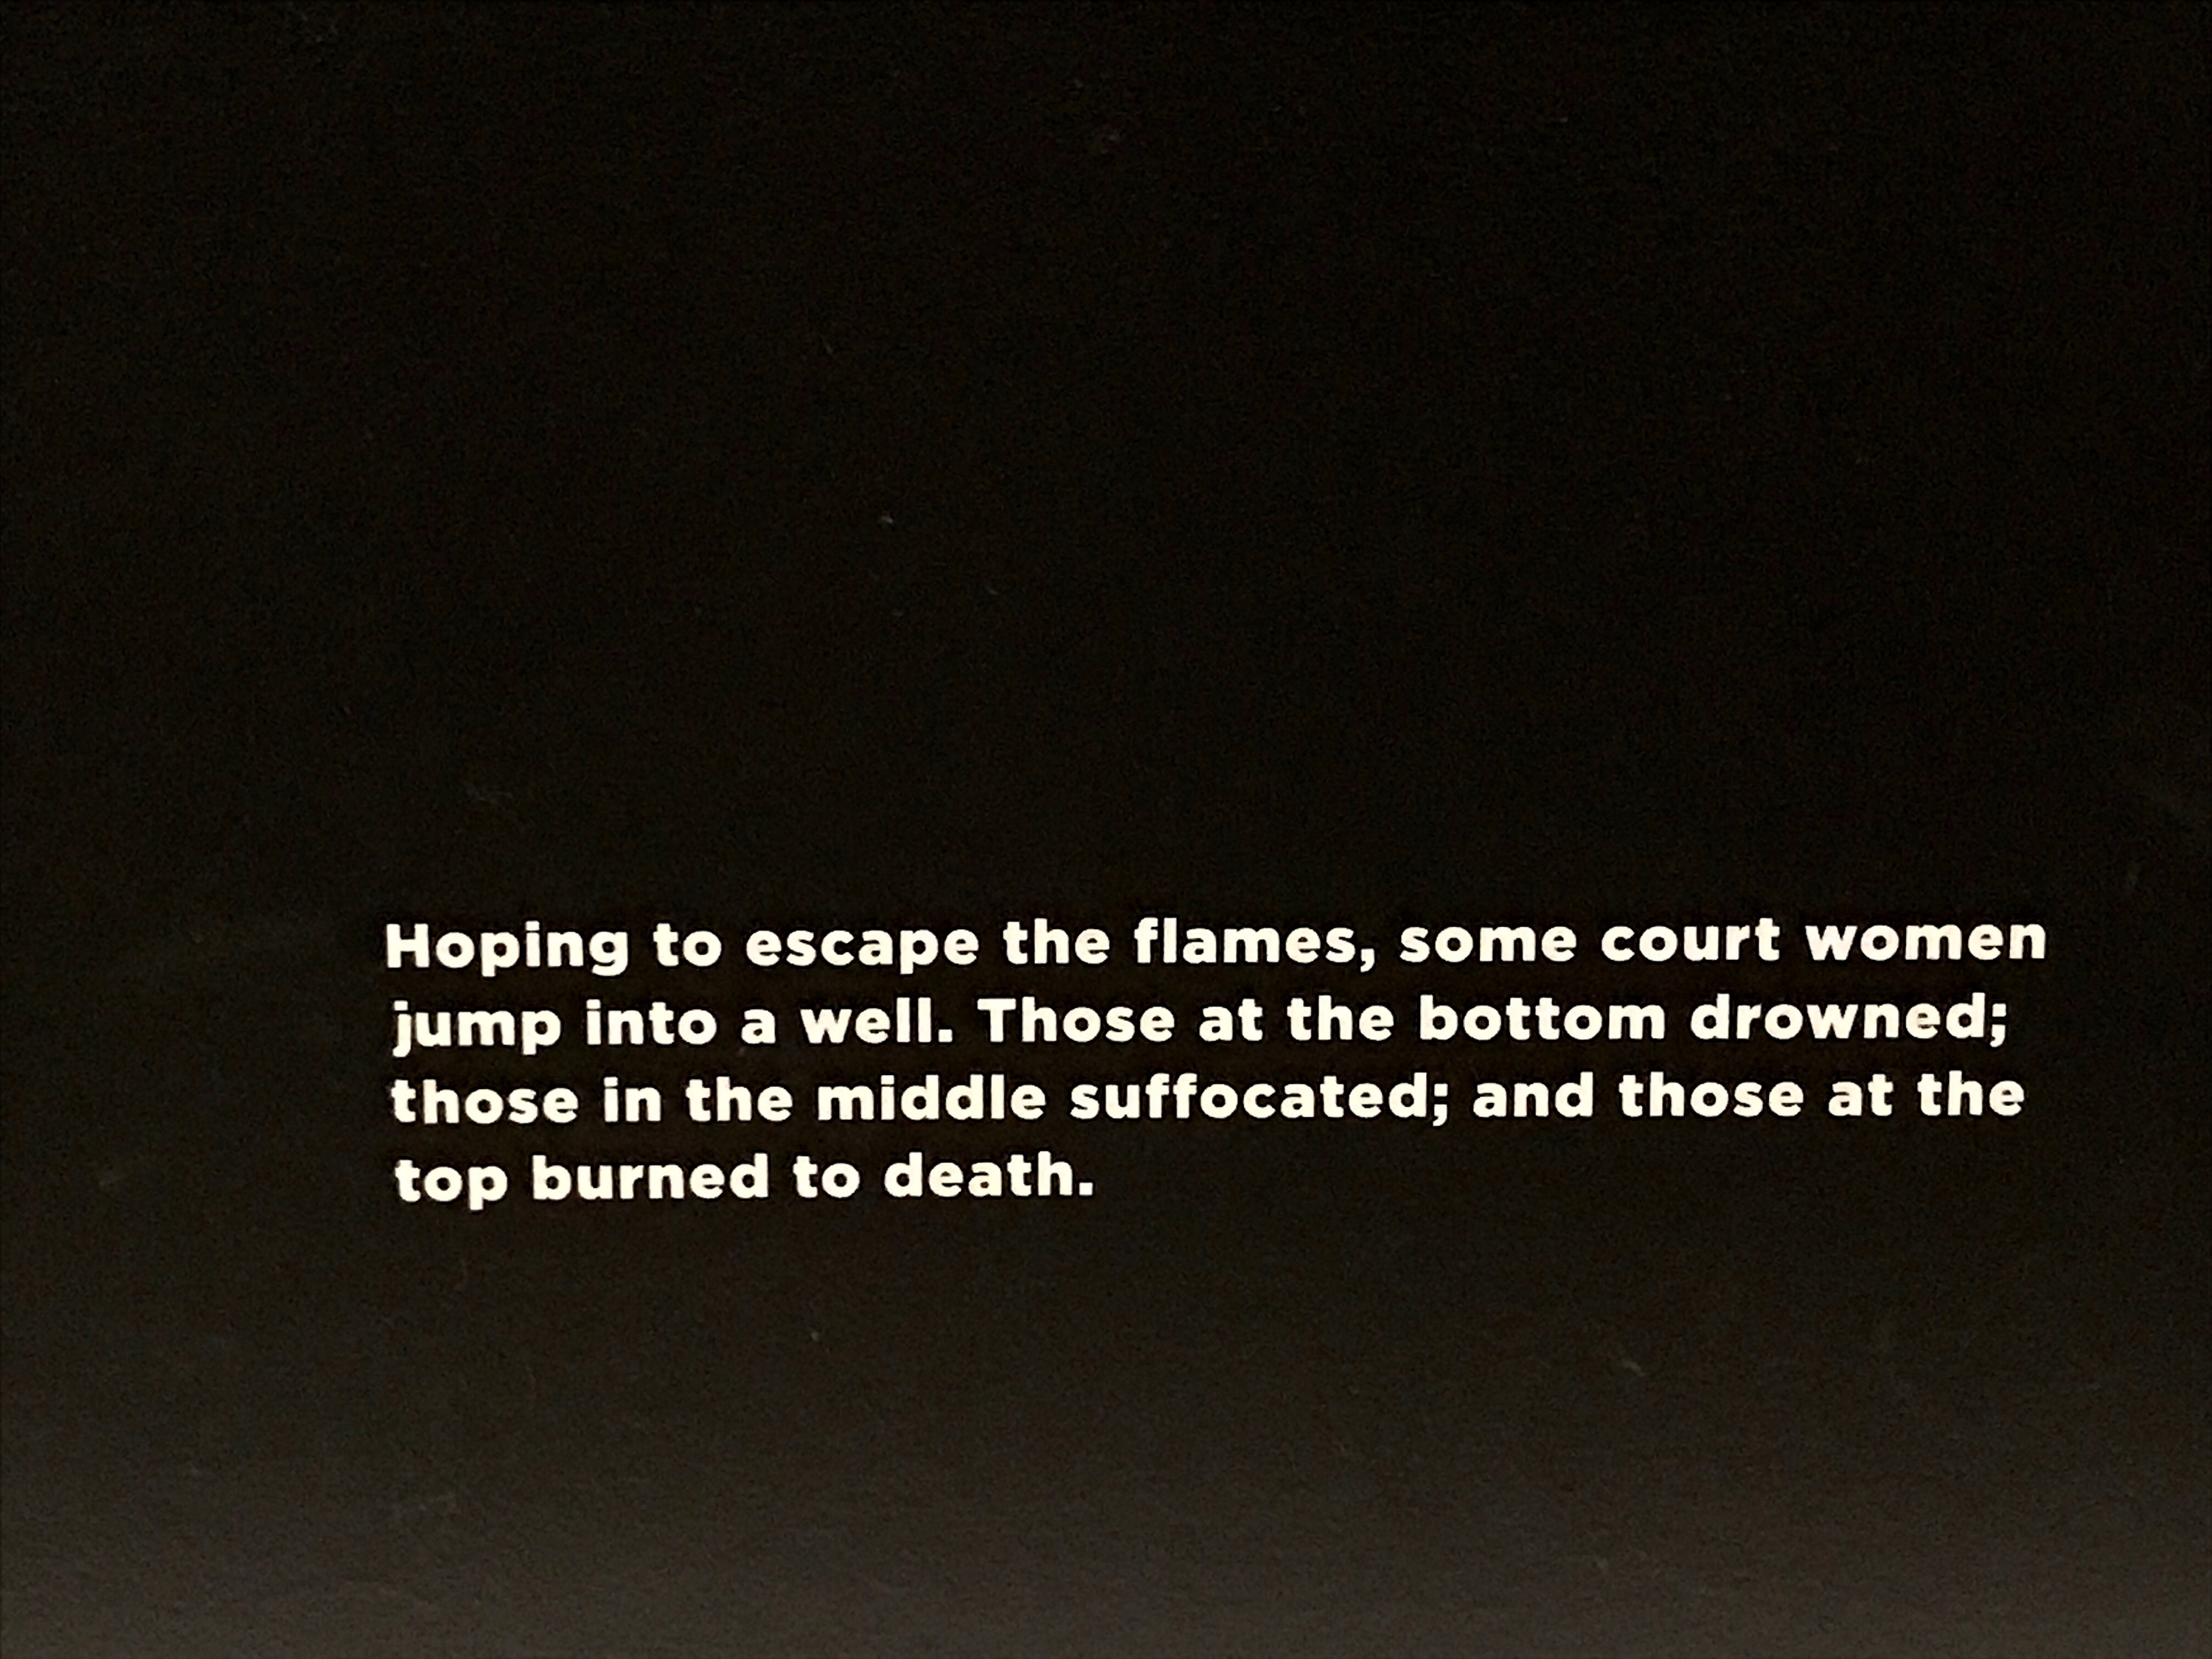 Hoping to escape the flames, some court women
jump into a well. Those at the bottom drowned;
those in the middle suffocated; and those at the
top burned to death.